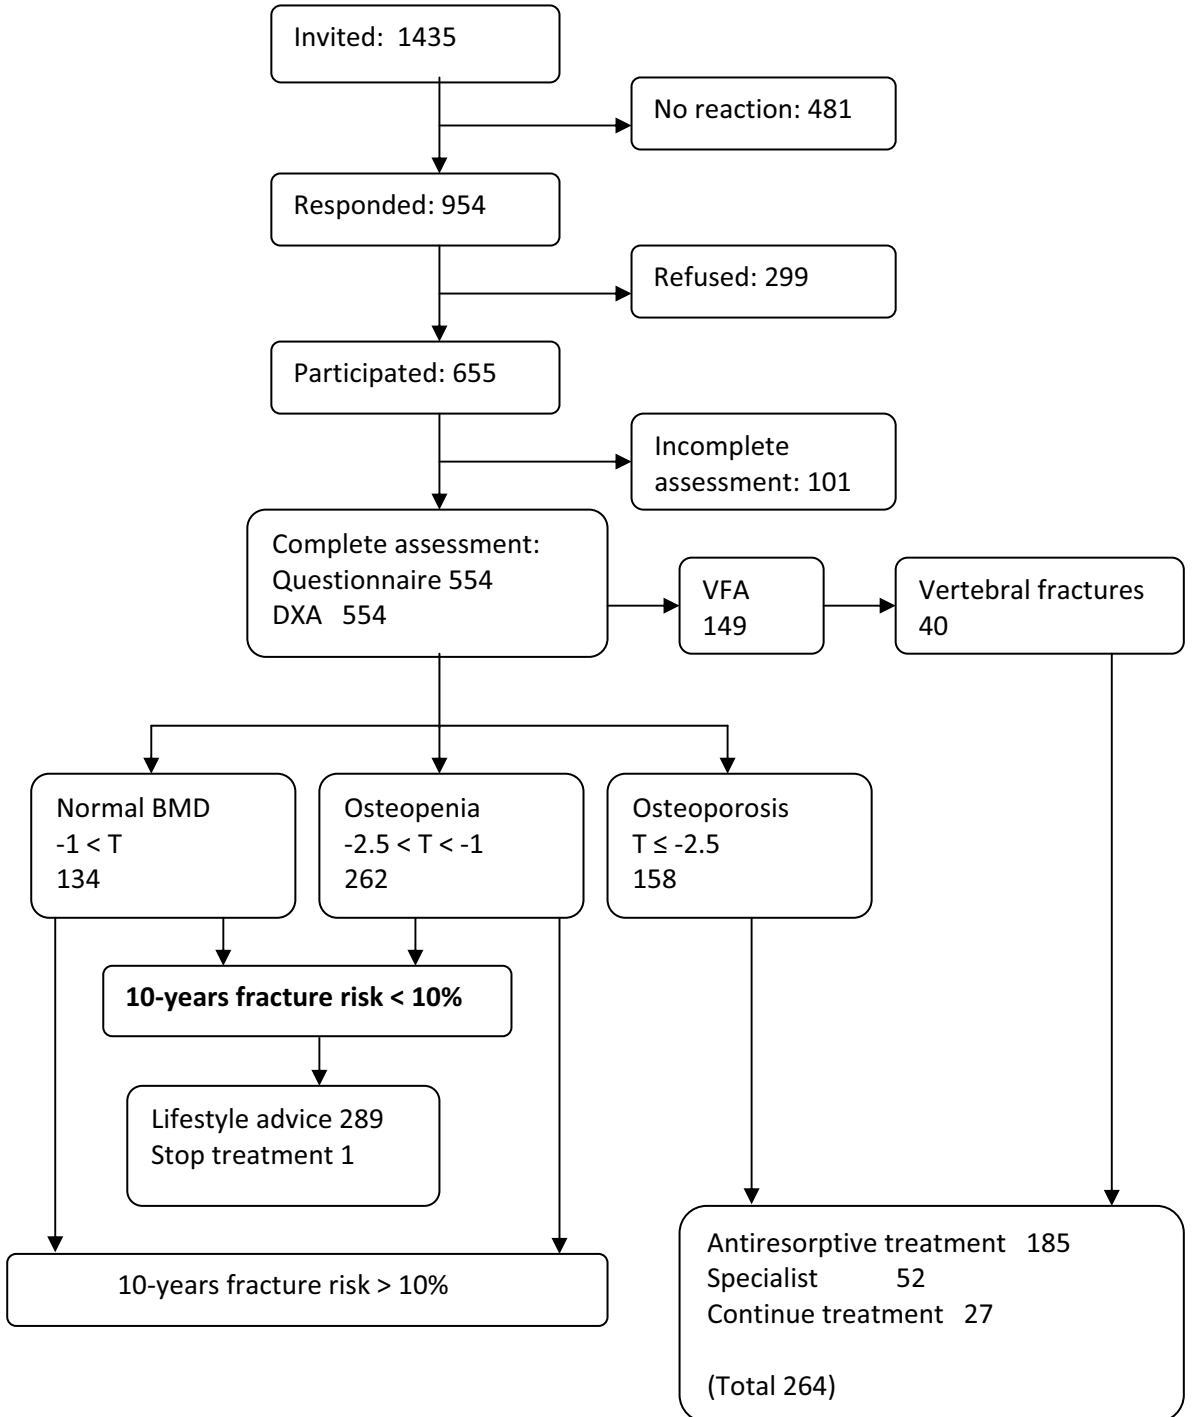 Invited: 1435
No reaction: 481
Responded: 954
Refused: 299
Participated: 655
Incomplete
assessment: 101
Complete assessment:
Questionnaire 554
DXA 554
VFA
149
Vertebral fractures
40
Normal BMD
-1 < T
134
Osteopenia
-2.5 < T < -1
262
Osteoporosis
T ≤ -2.5
158
10-years fracture risk < 10%
Lifestyle advice 289
Stop treatment 1
10-years fracture risk > 10%
Antiresorptive treatment 185
Specialist 52
Continue treatment 27
(Total 264)